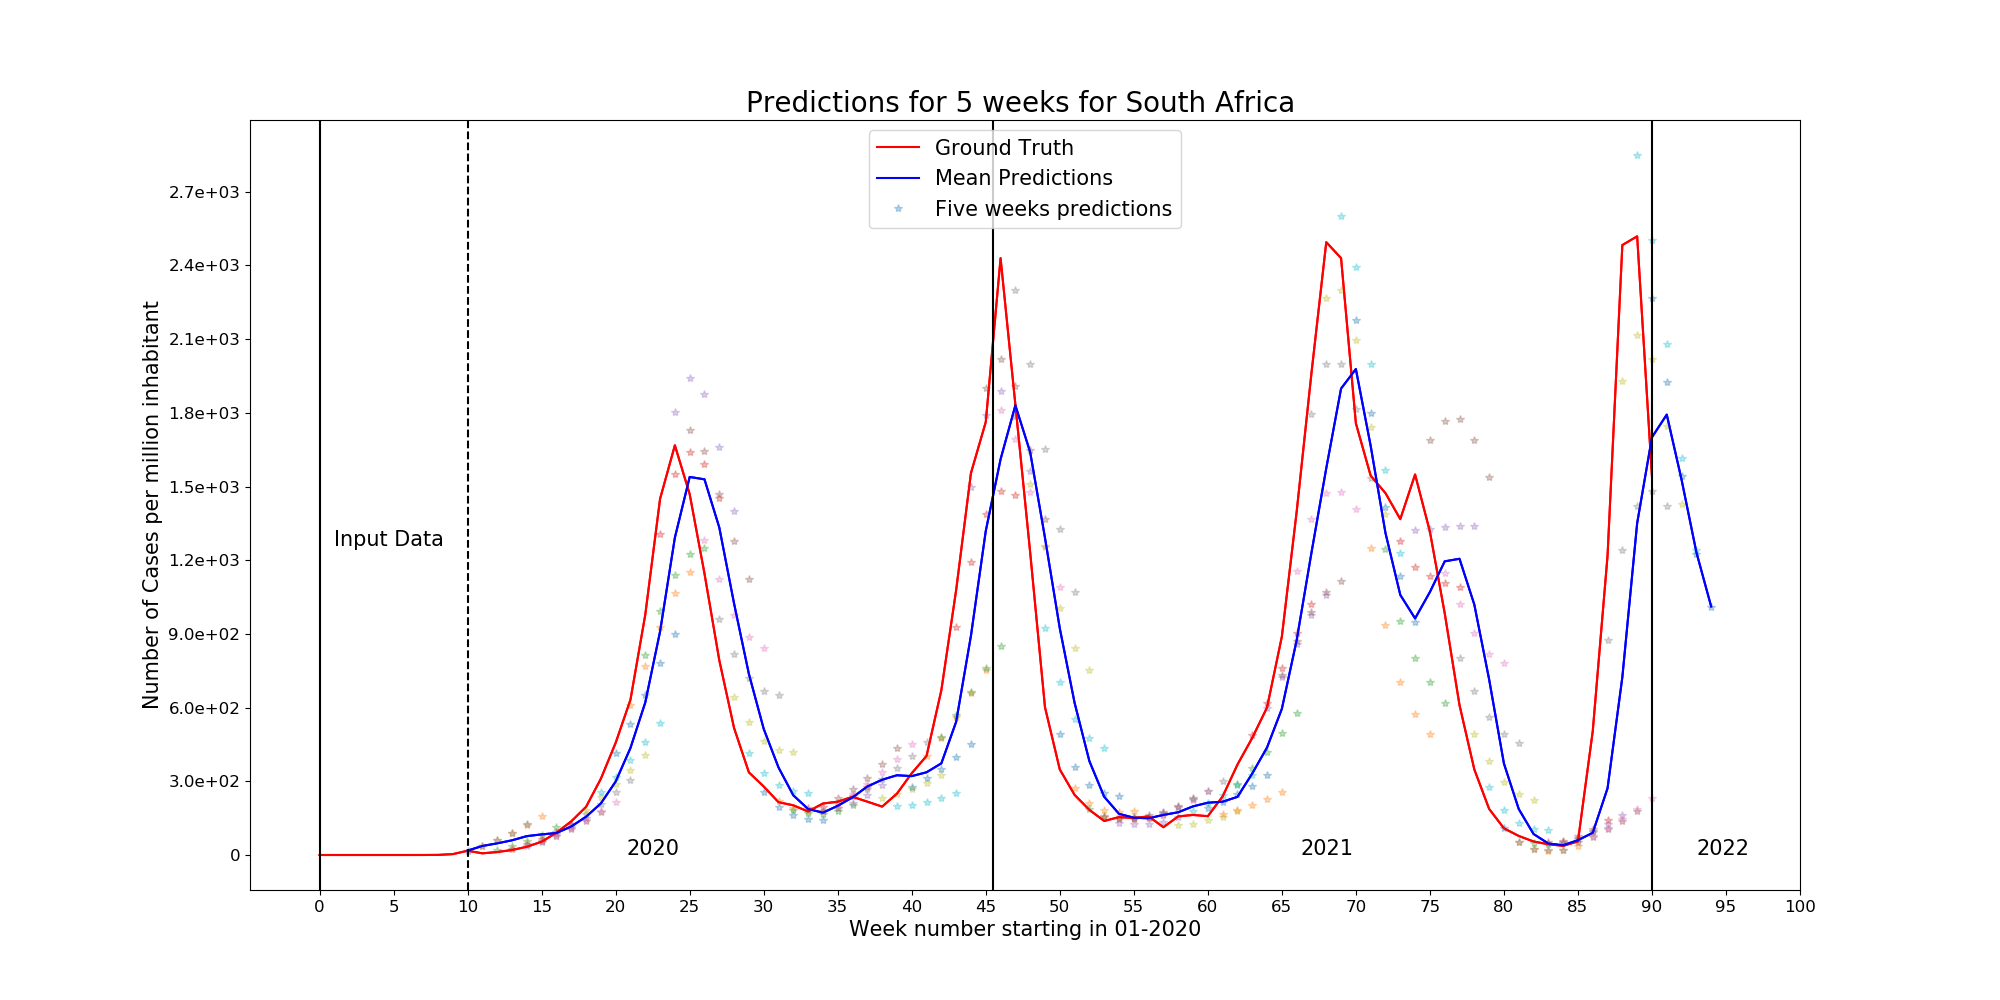 Predictions for 5 weeks for South Africa
Ground Truth
Mean Predictions
Five weeks predictions
Number of Cases per million inhabitant
2.7e+03
2.4e+03
2.1e+03
1.8e+03
1.5e+03
1.2e+03
9.0e+02
6.0e+02
3.0e+02
0
Input Data
2020
2021
2022
0 5 10 15 20 25 30 35 40 45 50 55 60 65 70 75 80 85 90 95 100
Week number starting in 01-2020